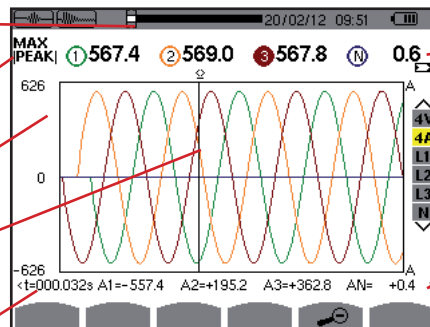 20/02/12 09:51
MAX
|PEAK| 1 567.4 2 569.0 3 567.8 N 0.6
626 A
4V
4A
L1
0 L2
L3
N
-626 A
<t=000.032s A1=-557.4 A2=+195.2 A3=+362.8 AN= +0.4